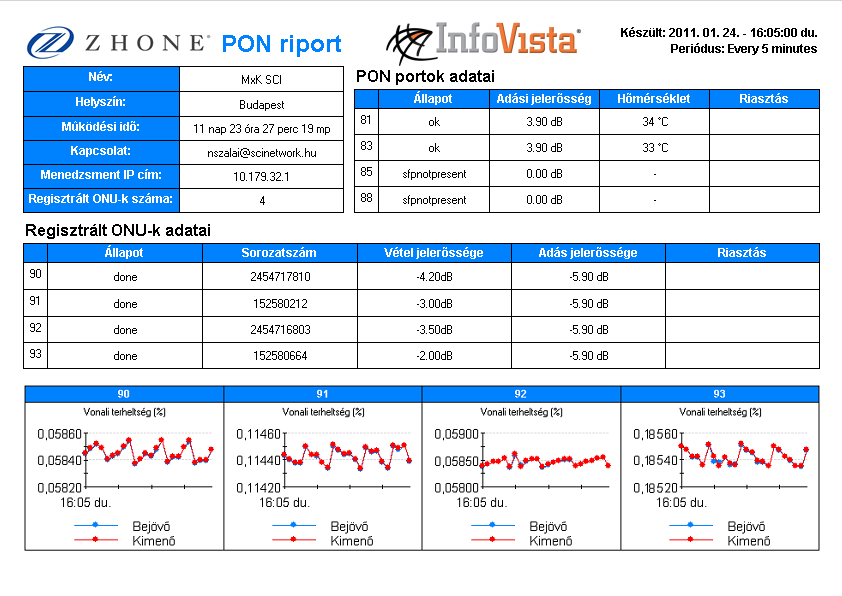 ZHONE PON riport
InfoVista
Készült: 2011. 01. 24. - 16:05:00 du.
Periódus: Every 5 minutes
Név: MxK SCI
Helyszín: Budapest
Működési idő: 11 nap 23 óra 27 perc 19 mp
Kapcsolat: nszalai@scinetwork.hu
Menedzsment IP cím: 10.179.32.1
Regisztrált ONU-k száma: 4
PON portok adatai
Állapot Adási jelerősség Hőmérséklet Riasztás
81 ok 3.90 dB 34 °C
83 ok 3.90 dB 33 °C
85 sfpnotpresent 0.00 dB -
88 sfpnotpresent 0.00 dB -
Regisztrált ONU-k adatai
Állapot Sorozatszám Vétel jelerőssége Adás jelerőssége Riasztás
90 done 2454717810 -4.20dB -5.90 dB
91 done 152580212 -3.00dB -5.90 dB
92 done 2454716803 -3.50dB -5.90 dB
93 done 152580664 -2.00dB -5.90 dB
90
Vonali terheltség (%)
0,05860
0,05840
0,05820
16:05 du.
Bejövő
Kimenő
91
Vonali terheltség (%)
0,11460
0,11440
0,11420
16:05 du.
Bejövő
Kimenő
92
Vonali terheltség (%)
0,05900
0,05850
0,05800
16:05 du.
Bejövő
Kimenő
93
Vonali terheltség (%)
0,18560
0,18540
0,18520
16:05 du.
Bejövő
Kimenő